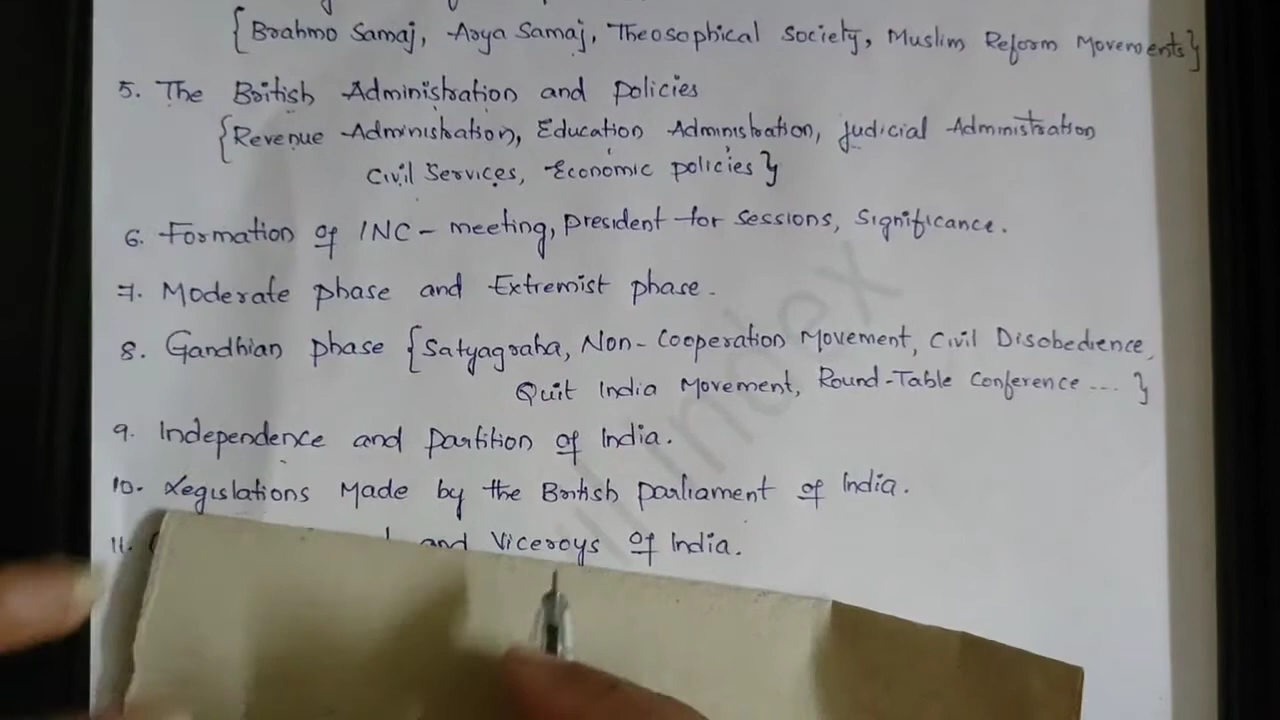 {Brahmo Samaj, Arya Samaj, Theosophical Society, Muslim Reform Movements}
5. The British Administration and policies
{Revenue Administration, Education Administration, Judicial Administration
Civil Services, Economic policies}
6. Formation of INC - meeting, president for sessions, Significance.
7. Moderate phase and Extremist phase.
8. Gandhian phase {Satyagraha, Non-Cooperation Movement, Civil Disobedience,
Quit India Movement, Round-Table Conference ... }
9. Independence and partition of India.
10. Legislations Made by the British parliament of India.
11. and Viceroys of India.